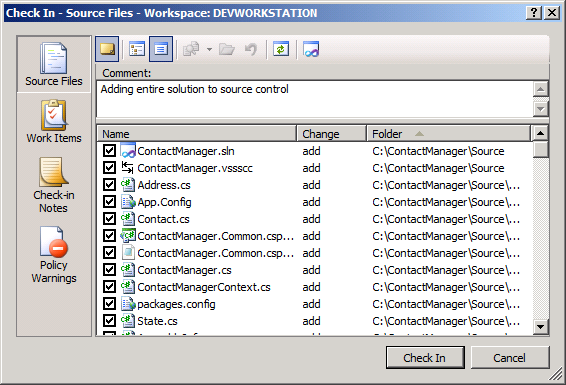 Check In - Source Files - Workspace: DEVWORKSTATION
Source Files
Work Items
Check-in
Notes
Policy
Warnings
Comment:
Adding entire solution to source control
Name Change Folder
ContactManager.sln add C:\ContactManager\Source
ContactManager.vssscc add C:\ContactManager\Source
Address.cs add C:\ContactManager\Source\...
App.Config add C:\ContactManager\Source\...
Contact.cs add C:\ContactManager\Source\...
ContactManager.Common.csp... add C:\ContactManager\Source\...
ContactManager.Common.csp... add C:\ContactManager\Source\...
ContactManager.cs add C:\ContactManager\Source\...
ContactManagerContext.cs add C:\ContactManager\Source\...
packages.config add C:\ContactManager\Source\...
State.cs add C:\ContactManager\Source\...
Check In Cancel